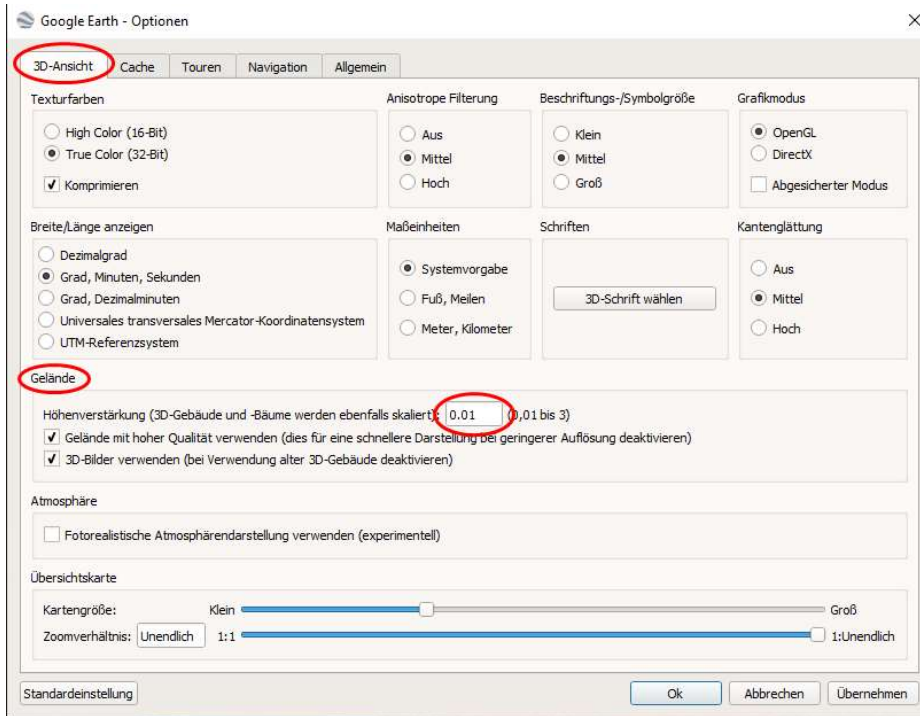 Google Earth - Optionen
3D-Ansicht Cache Touren Navigation Allgemein
Texturfarben
High Color (16-Bit)
True Color (32-Bit)
Komprimieren
Anisotrope Filterung
Aus
Mittel
Hoch
Beschriftungs-/Symbolgröße
Klein
Mittel
Groß
Grafikmodus
OpenGL
DirectX
Abgesicherter Modus
Breite/Länge anzeigen
Dezimalgrad
Grad, Minuten, Sekunden
Grad, Dezimalminuten
Universales transversales Mercator-Koordinatensystem
UTM-Referenzsystem
Maßeinheiten
Systemvorgabe
Fuß, Meilen
Meter, Kilometer
Schriften
3D-Schrift wählen
Kantenglättung
Aus
Mittel
Hoch
Gelände
Höhenverstärkung (3D-Gebäude und -Bäume werden ebenfalls skaliert): 0.01 (0,01 bis 3)
Gelände mit hoher Qualität verwenden (dies für eine schnellere Darstellung bei geringerer Auflösung deaktivieren)
3D-Bilder verwenden (bei Verwendung alter 3D-Gebäude deaktivieren)
Atmosphäre
Fotorealistische Atmosphärendarstellung verwenden (experimentell)
Übersichtskarte
Kartengröße: Klein Groß
Zoomverhältnis: Unendlich 1:1 1:Unendlich
Standardeinstellung Ok Abbrechen Übernehmen